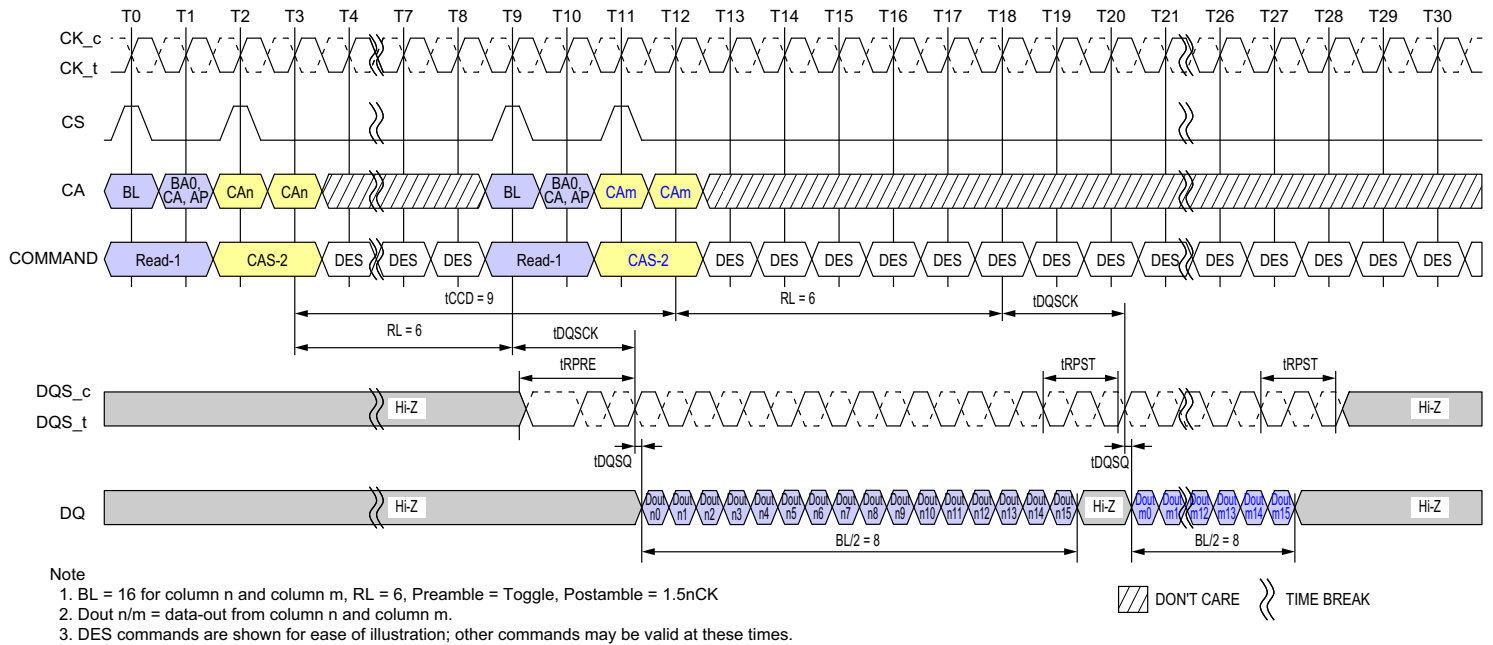 T0 T1 T2 T3 T4 T7 T8 T9 T10 T11 T12 T13 T14 T15 T16 T17 T18 T19 T20 T21 T26 T27 T28 T29 T30
CK_c
CK_t
CS
CA BL BA0, CA, AP CAn CAn BL BA0, CA, AP CAm CAm
COMMAND Read-1 CAS-2 DES DES DES Read-1 CAS-2 DES DES DES DES DES DES DES DES DES DES DES DES DES DES
tCCD = 9 RL = 6 tDQSCK
RL = 6 tDQSCK
tRPRE tRPST tRPST
DQS_c
DQS_t
Hi-Z Hi-Z
tDQSQ tDQSQ
DQ Hi-Z Dout n0 Dout n1 Dout n2 Dout n3 Dout n4 Dout n5 Dout n6 Dout n7 Dout n8 Dout n9 Dout n10 Dout n11 Dout n12 Dout n13 Dout n14 Dout n15 Hi-Z Dout m0 Dout m1 Dout m12 Dout m13 Dout m14 Dout m15 Hi-Z
BL/2 = 8 BL/2 = 8
Note
1. BL = 16 for column n and column m, RL = 6, Preamble = Toggle, Postamble = 1.5nCK
2. Dout n/m = data-out from column n and column m.
3. DES commands are shown for ease of illustration; other commands may be valid at these times.
DON'T CARE TIME BREAK